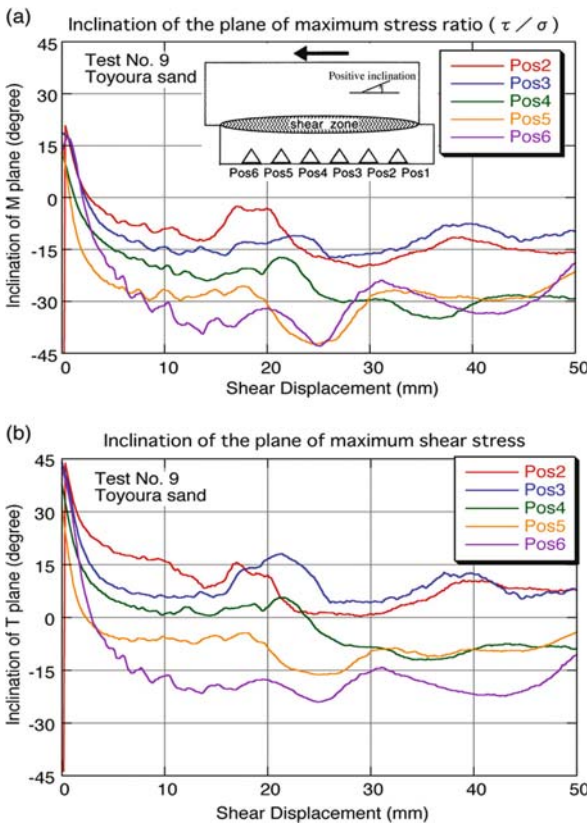 (a)
Inclination of the plane of maximum stress ratio ( τ ／ σ )
Test No. 9
Toyoura sand
Positive inclination
shear zone
Pos6 Pos5 Pos4 Pos3 Pos2 Pos1
Pos2
Pos3
Pos4
Pos5
Pos6
Inclination of M plane (degree)
45
30
15
0
-15
-30
-45
0 10 20 30 40 50
Shear Displacement (mm)
(b)
Inclination of the plane of maximum shear stress
Test No. 9
Toyoura sand
Pos2
Pos3
Pos4
Pos5
Pos6
Inclination of T plane (degree)
45
30
15
0
-15
-30
-45
0 10 20 30 40 50
Shear Displacement (mm)